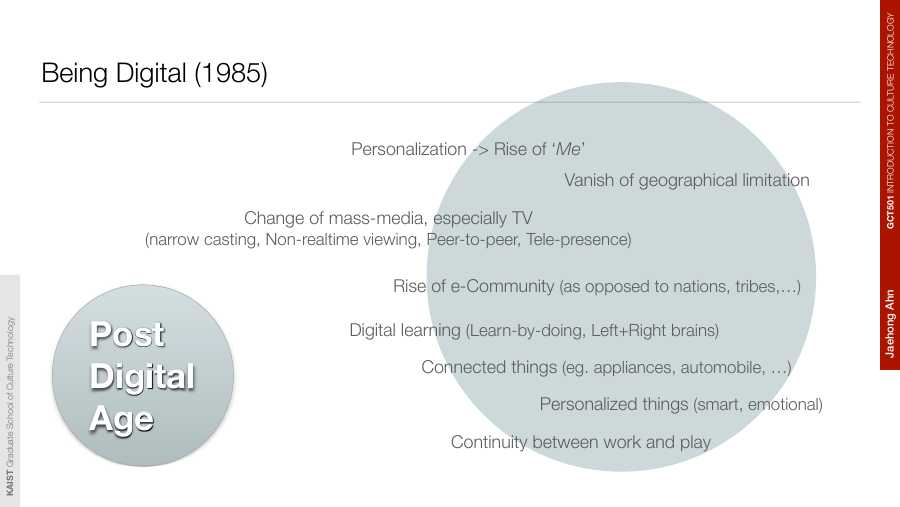 Being Digital (1985)
Personalization -> Rise of ‘Me’
Vanish of geographical limitation
Change of mass-media, especially TV
(narrow casting, Non-realtime viewing, Peer-to-peer, Tele-presence)
Rise of e-Community (as opposed to nations, tribes,…)
Digital learning (Learn-by-doing, Left+Right brains)
Connected things (eg. appliances, automobile, …)
Personalized things (smart, emotional)
Continuity between work and play
Post
Digital
Age
KAIST Graduate School of Culture Technology
GCT501 INTRODUCTION TO CULTURE TECHNOLOGY
Jaehong Ahn